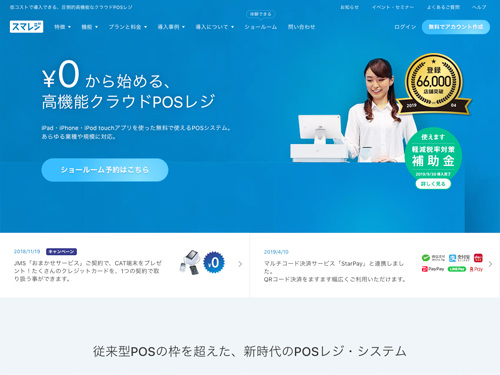 低コストで導入できる、圧倒的高機能なクラウドPOSレジ
お知らせ イベント・セミナー よくあるご質問 ヘルプ
体験できる
スマレジ 特徴 機能 プランと料金 導入事例 導入について ショールーム 問い合わせ ログイン 無料でアカウント作成
¥0 から始める、
高機能クラウドPOSレジ
iPad・iPhone・iPod touchアプリを使った無料で使えるPOSシステム。
あらゆる業種や規模に対応。
ショールーム予約はこちら
登録
66,000
店舗突破
2019 04
使えます
軽減税率対策
補助金
2019/9/30 導入完了
詳しく見る
2018/11/19 キャンペーン
JMS「おまかせサービス」ご契約で、CAT端末をプレゼ
ント！たくさんのクレジットカードを、1つの契約で取
り扱う事ができます。
¥0
2019/4/10
マルチコード決済サービス「StarPay」と連携しまし
た。
QRコード決済をますます幅広くご利用いただけます。
PayPay LINE Pay R Pay
従来型POSの枠を超えた、新時代のPOSレジ・システム